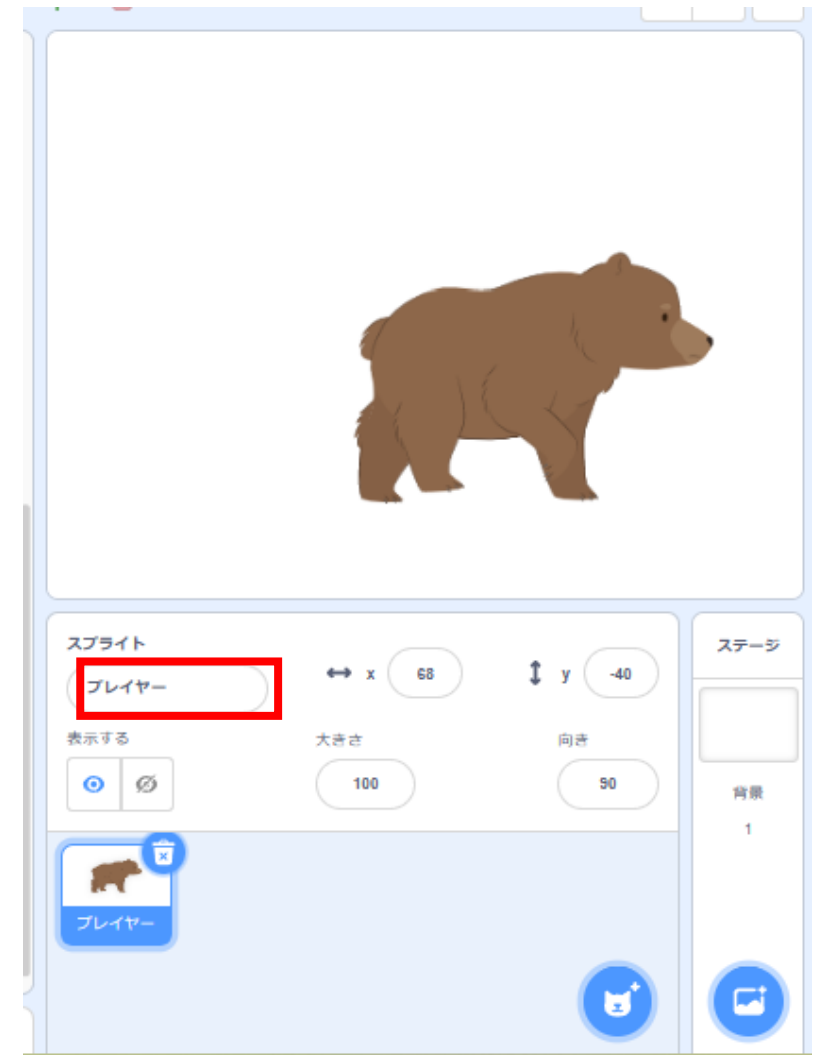 スプライト
プレイヤー
x 68
y -40
表示する
大きさ
100
向き
90
プレイヤー
ステージ
背景
1